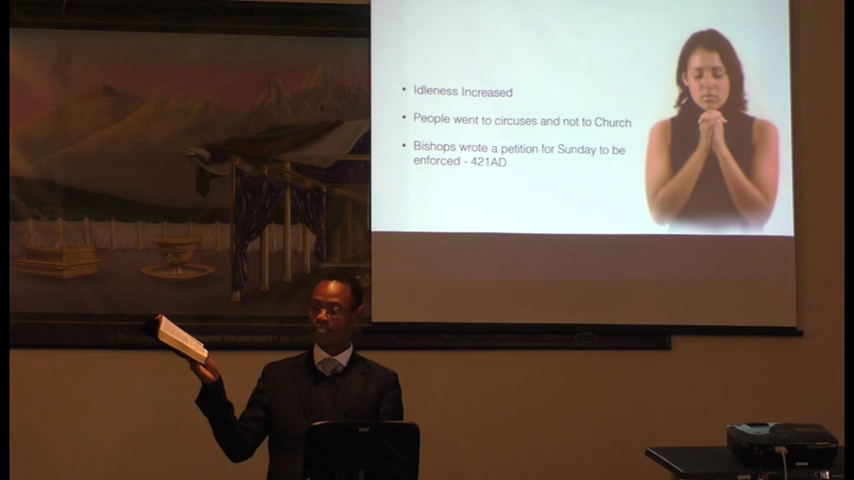 • Idleness Increased
• People went to circuses and not to Church
• Bishops wrote a petition for Sunday to be
enforced - 421AD